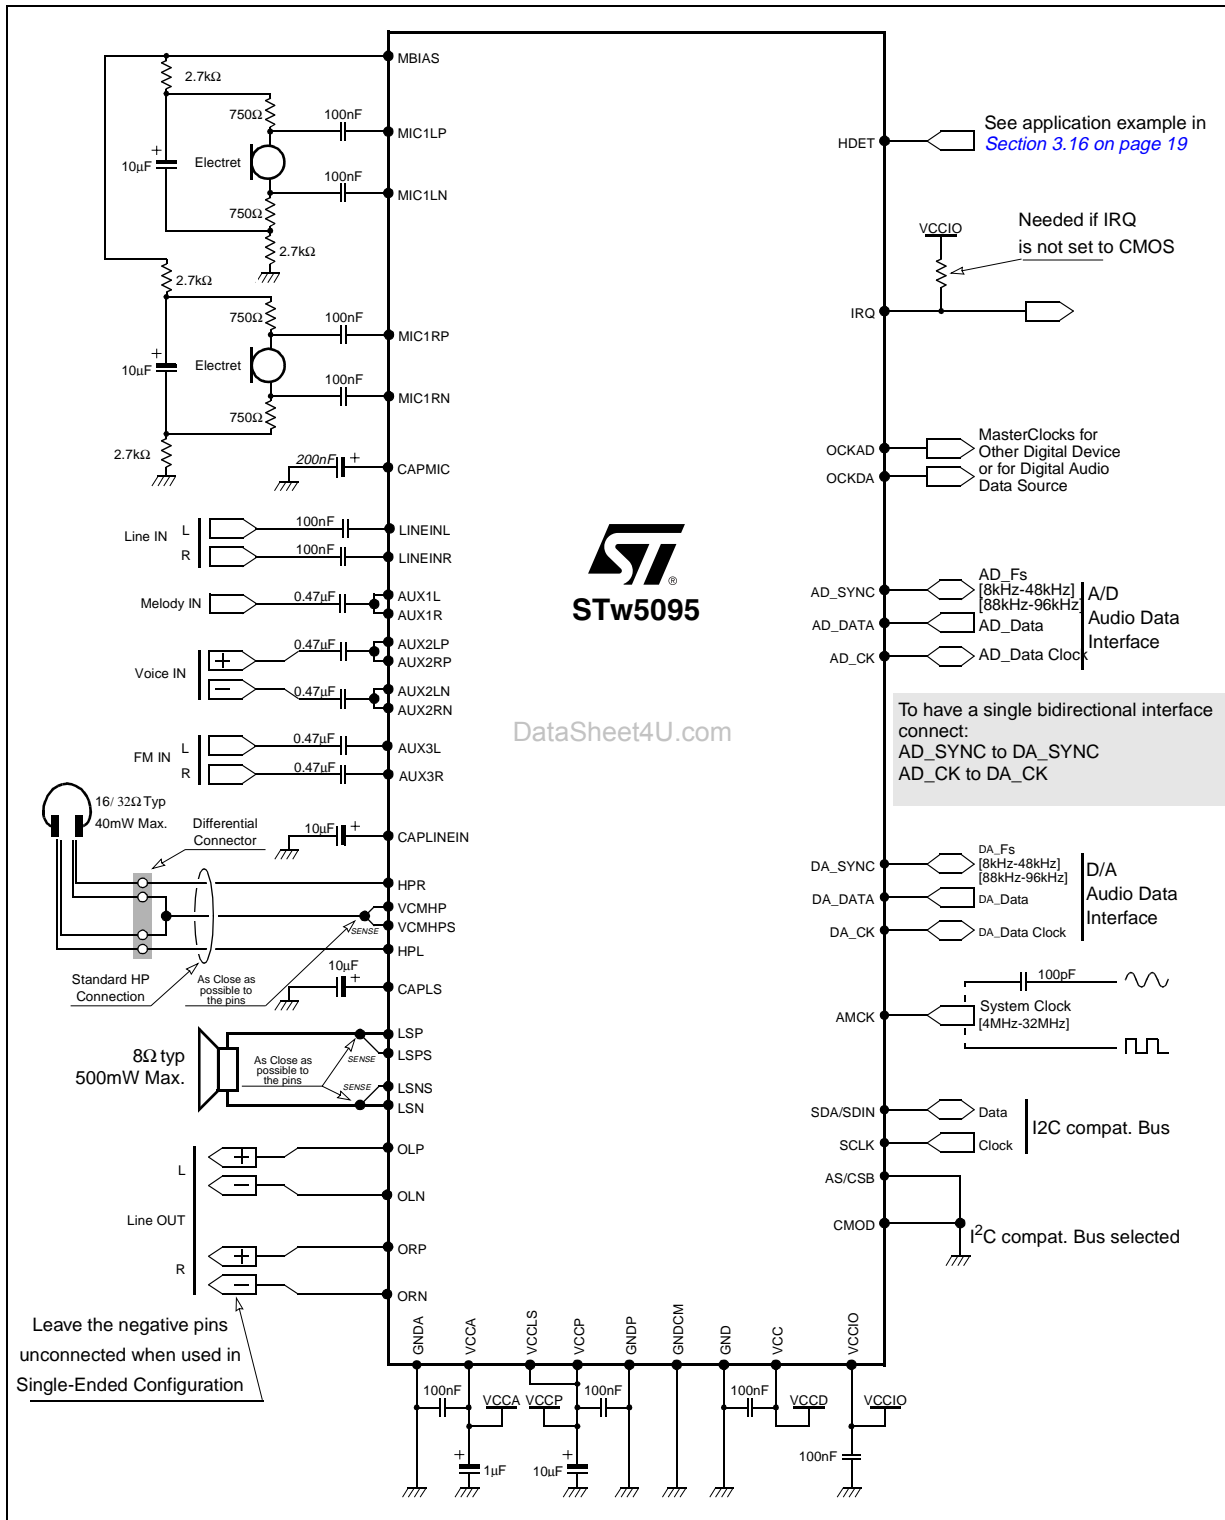 MBIAS
2.7kΩ
750Ω
100nF
MIC1LP
10µF
+
Electret
100nF
MIC1LN
750Ω
2.7kΩ
2.7kΩ
750Ω
100nF
MIC1RP
10µF
+
Electret
100nF
MIC1RN
750Ω
2.7kΩ
200nF
+
CAPMIC
Line IN
L
100nF
LINEINL
R
100nF
LINEINR
Melody IN
0.47µF
AUX1L
AUX1R
Voice IN
+
0.47µF
AUX2LP
AUX2RP
−
0.47µF
AUX2LN
AUX2RN
FM IN
L
0.47µF
AUX3L
R
0.47µF
AUX3R
16/ 32Ω Typ
40mW Max.
Differential
Connector
10µF
+
CAPLINEIN
HPR
VCMHP
VCMHPS
SENSE
HPL
Standard HP
Connection
As Close as
possible to
the pins
10µF
+
CAPLS
8Ω typ
500mW Max.
As Close as
possible to
the pins
LSP
SENSE
LSPS
SENSE
LSNS
LSN
Line OUT
L
+
OLP
−
OLN
R
+
ORP
−
ORN
Leave the negative pins
unconnected when used in
Single-Ended Configuration
ST
®
STw5095
DataSheet4U.com
HDET
See application example in
Section 3.16 on page 19
VCCIO
Needed if IRQ
is not set to CMOS
IRQ
OCKAD
OCKDA
MasterClocks for
Other Digital Device
or for Digital Audio
Data Source
AD_SYNC
AD_Fs
[8kHz-48kHz]
[88kHz-96kHz]
AD_DATA
AD_Data
AD_CK
AD_Data Clock
A/D
Audio Data
Interface
To have a single bidirectional interface
connect:
AD_SYNC to DA_SYNC
AD_CK to DA_CK
DA_SYNC
DA_Fs
[8kHz-48kHz]
[88kHz-96kHz]
DA_DATA
DA_Data
DA_CK
DA_Data Clock
D/A
Audio Data
Interface
100pF
AMCK
System Clock
[4MHz-32MHz]
SDA/SDIN
Data
SCLK
Clock
I2C compat. Bus
AS/CSB
CMOD
I²C compat. Bus selected
GNDA
VCCA
VCCLS
VCCP
GNDP
GNDCM
GND
VCC
VCCIO
100nF
VCCA
VCCP
100nF
100nF
VCCD
VCCIO
+
1µF
+
10µF
100nF